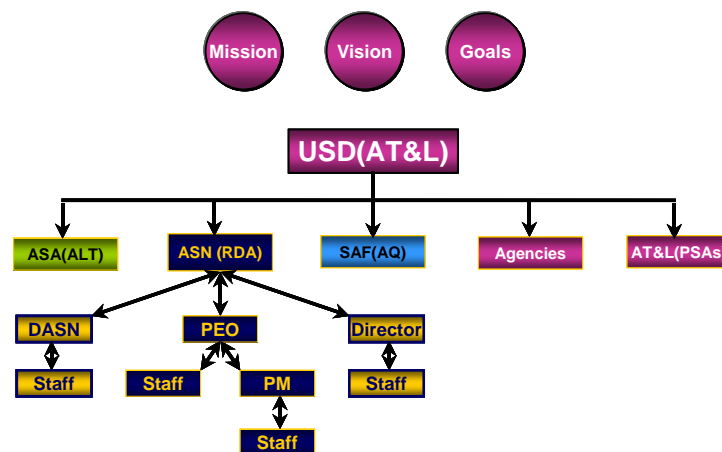 Mission
Vision
Goals
USD(AT&L)
ASA(ALT)
ASN (RDA)
SAF(AQ)
Agencies
AT&L(PSAs
DASN
PEO
Director
Staff
Staff
PM
Staff
Staff